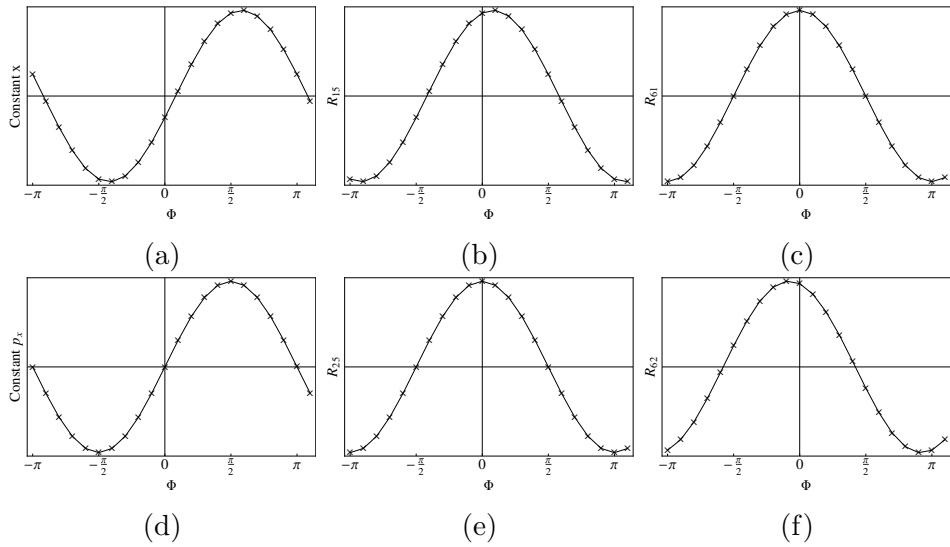 Constant x
−π
−π/2
0
π/2
π
Φ
(a)
R15
−π
−π/2
0
π/2
π
Φ
(b)
R61
−π
−π/2
0
π/2
π
Φ
(c)
Constant px
−π
−π/2
0
π/2
π
Φ
(d)
R25
−π
−π/2
0
π/2
π
Φ
(e)
R62
−π
−π/2
0
π/2
π
Φ
(f)